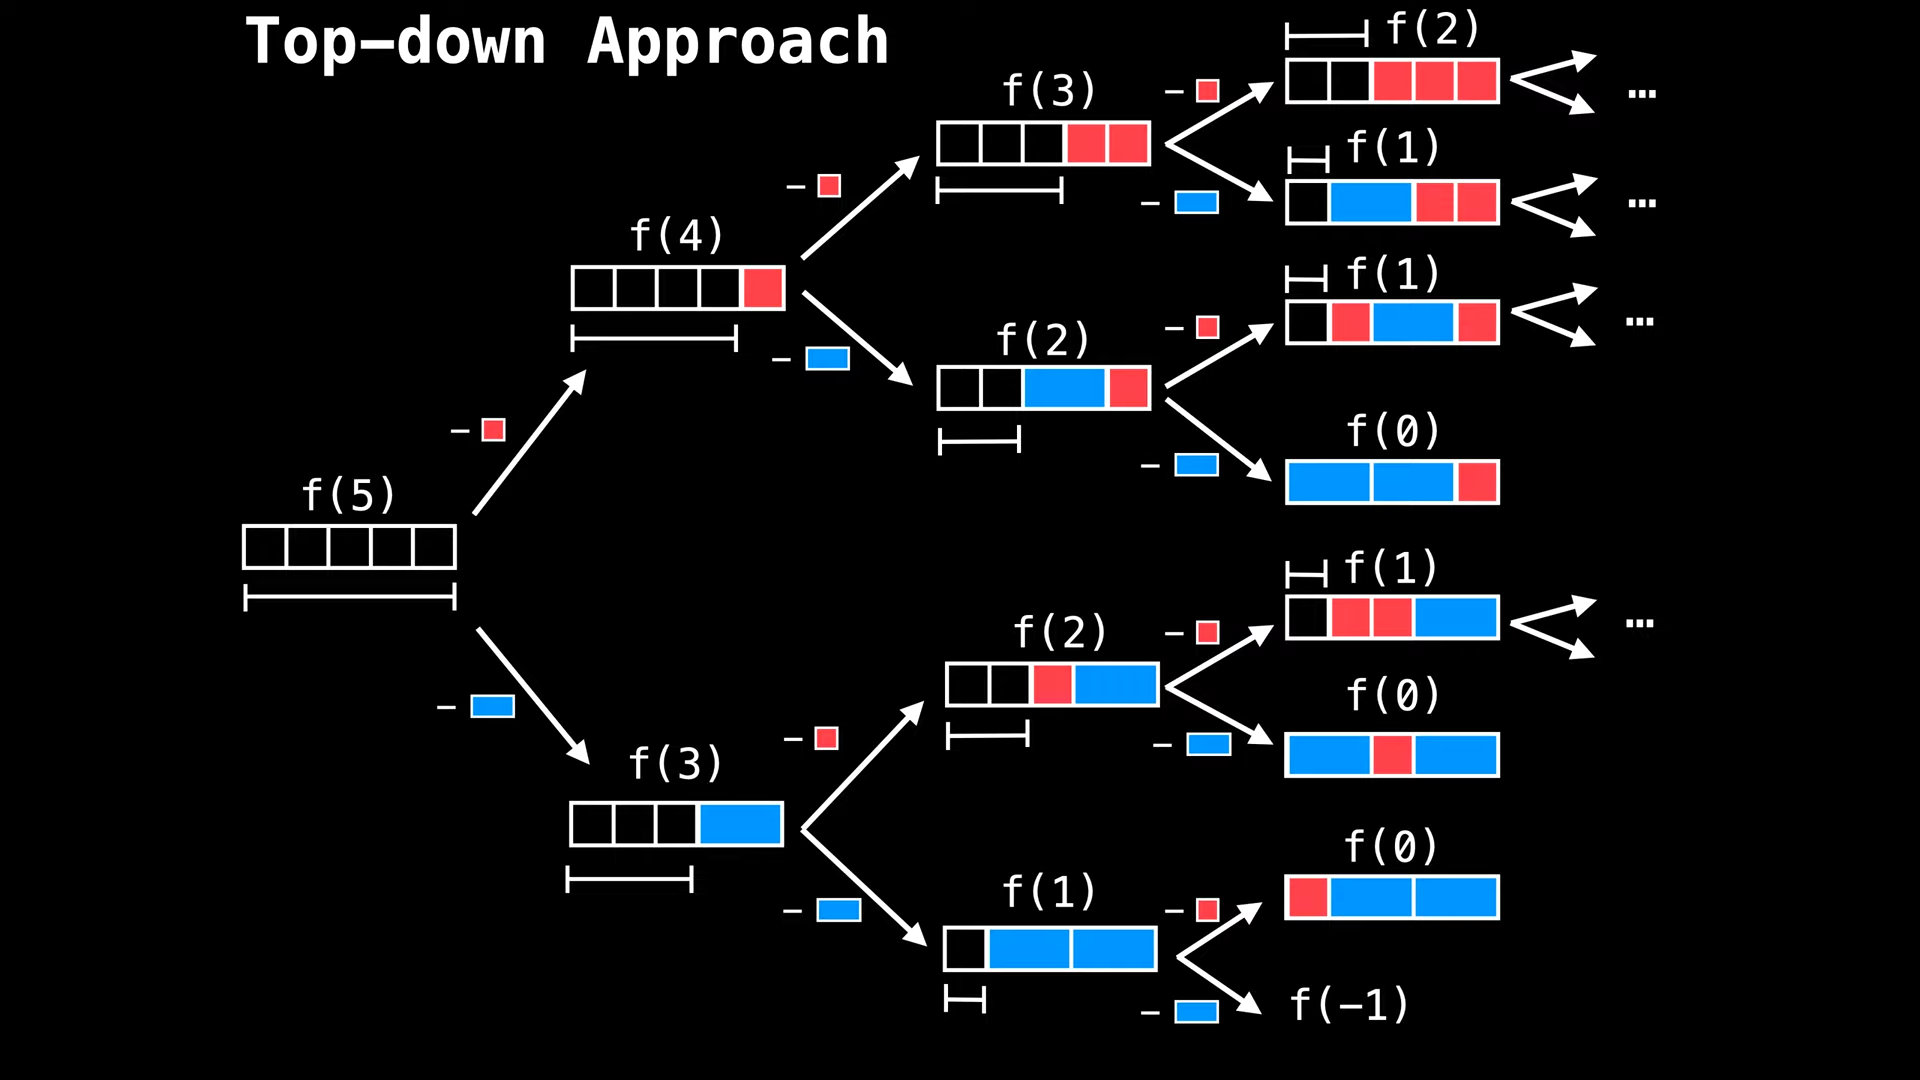 Top–down Approach
f(5)
–
–
f(4)
f(3)
–
–
–
–
f(3)
f(2)
f(2)
f(1)
–
–
–
–
–
–
–
–
f(2)
f(1)
f(1)
f(0)
f(1)
f(0)
f(0)
f(–1)
...
...
...
...